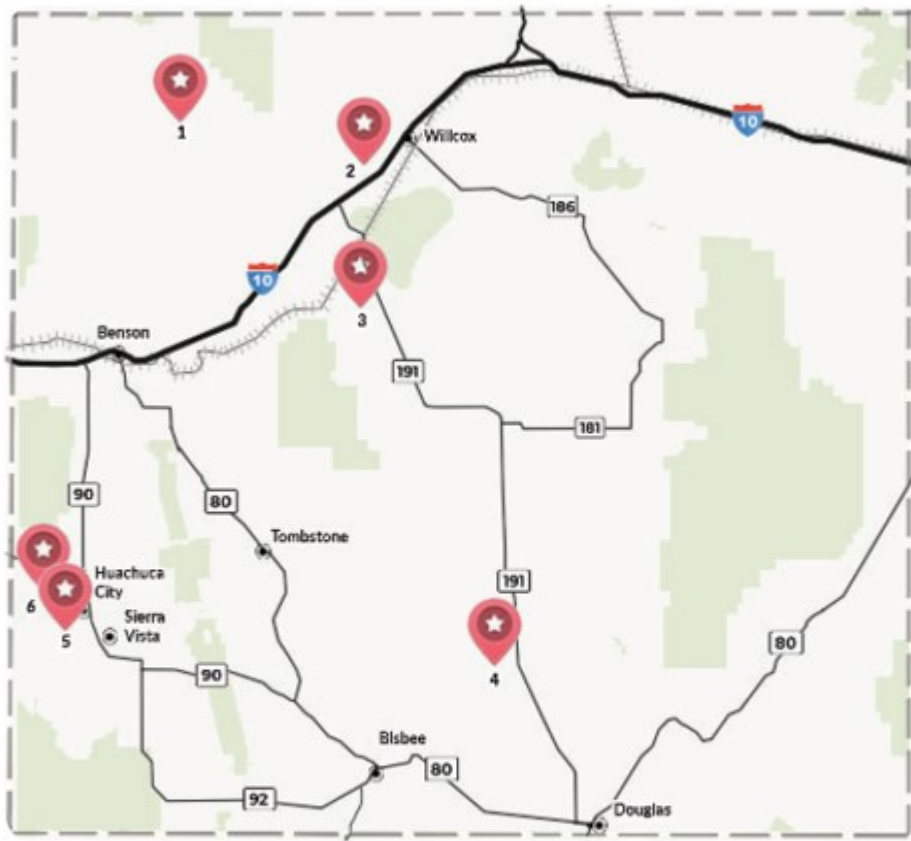 1
2
Willcox
10
186
10
3
Benson
191
181
90
80
Tombstone
Huachuca
City
6
191
Sierra
Vista
5
80
4
90
Bisbee
80
92
Douglas